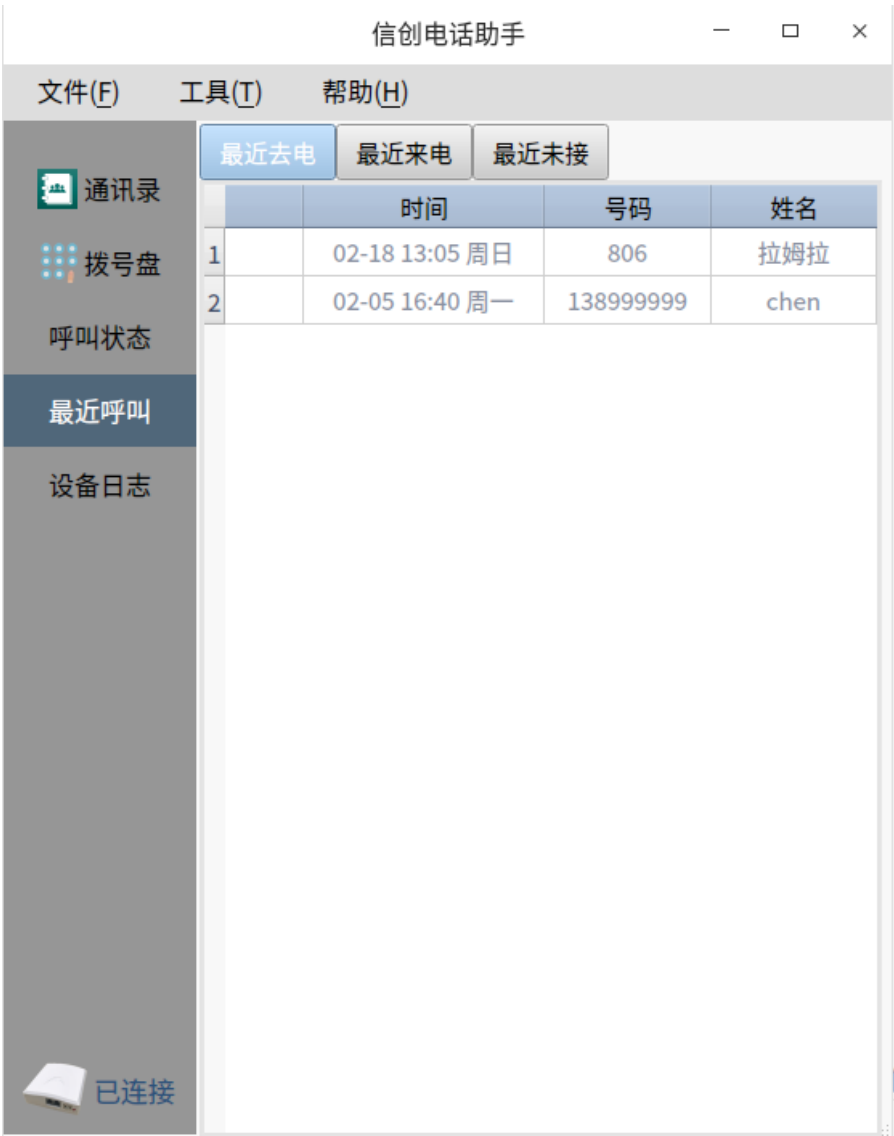 信创电话助手
文件(F) 工具(T) 帮助(H)
通讯录
拨号盘
呼叫状态
最近呼叫
设备日志
已连接
最近去电 最近来电 最近未接
时间 号码 姓名
1 02-18 13:05 周日 806 拉姆拉
2 02-05 16:40 周一 138999999 chen